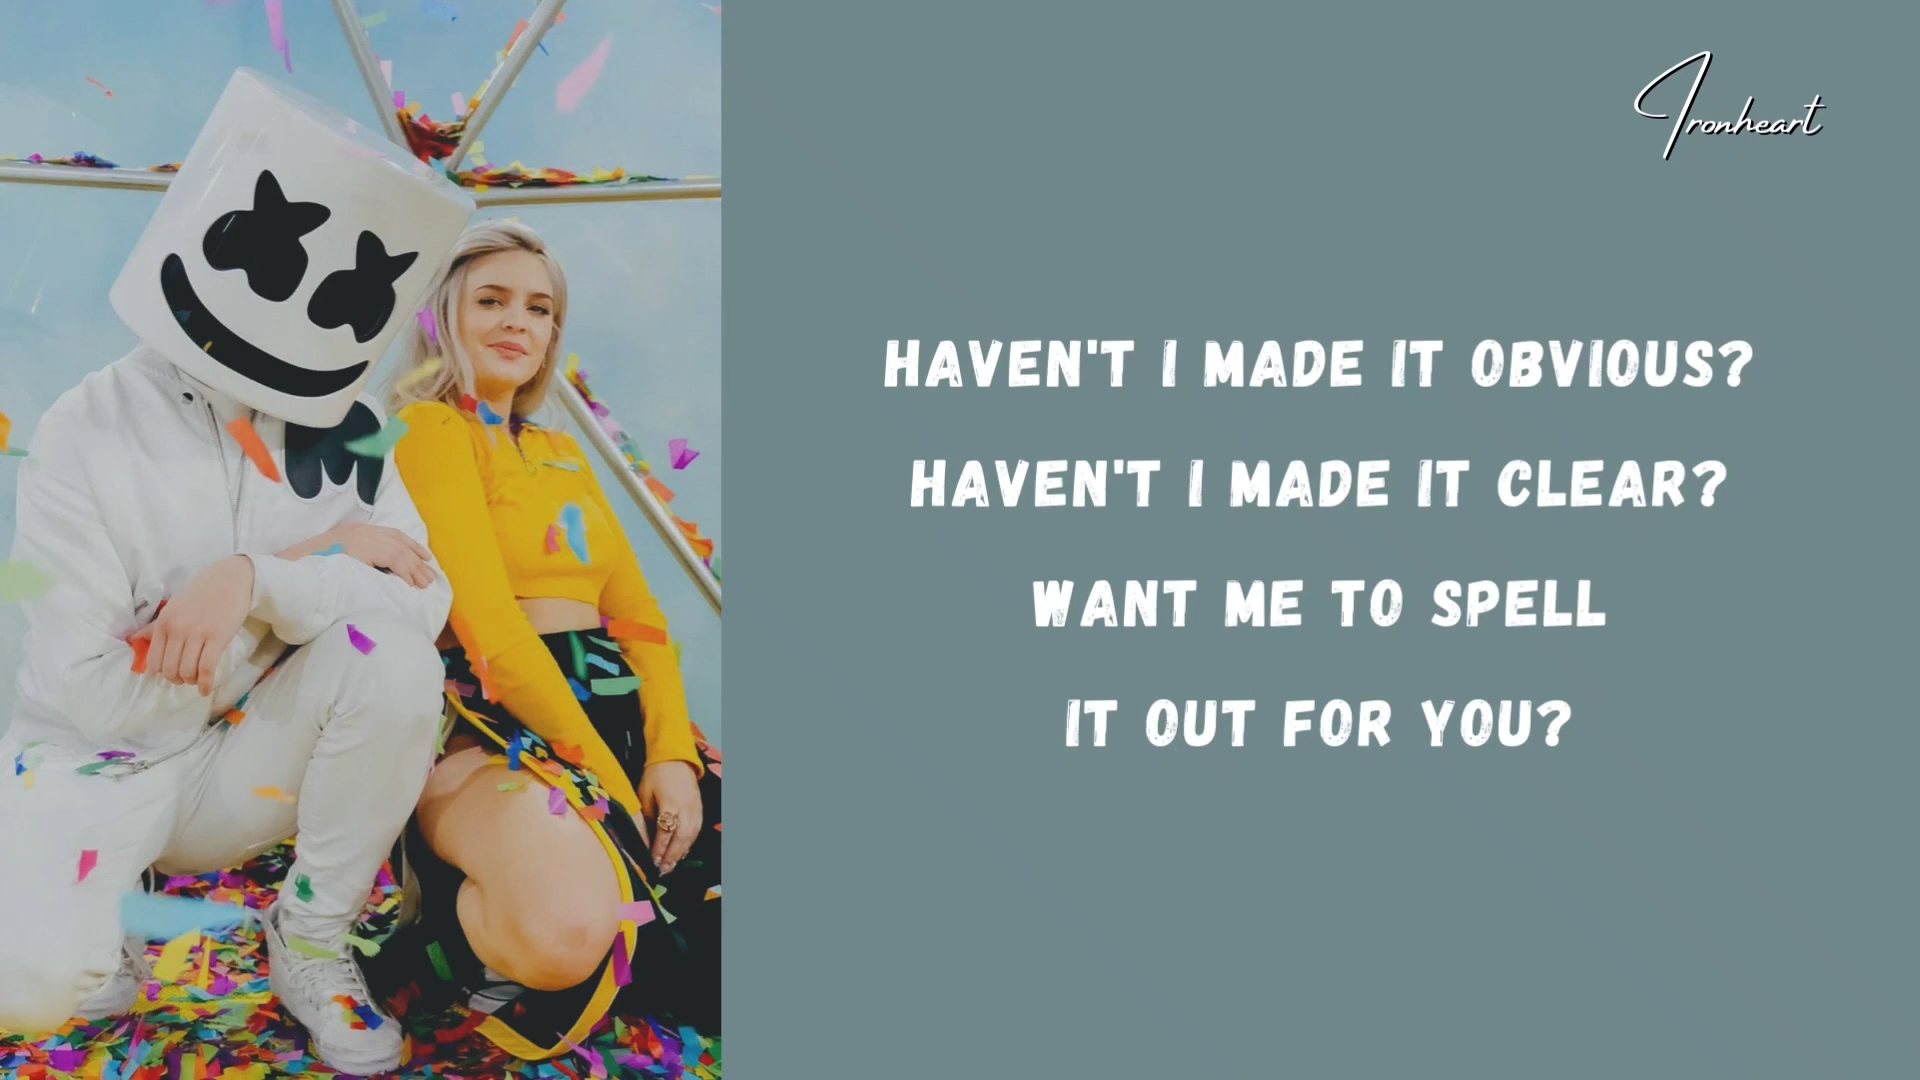 Ironheart
HAVEN'T I MADE IT OBVIOUS?
HAVEN'T I MADE IT CLEAR?
WANT ME TO SPELL
IT OUT FOR YOU?